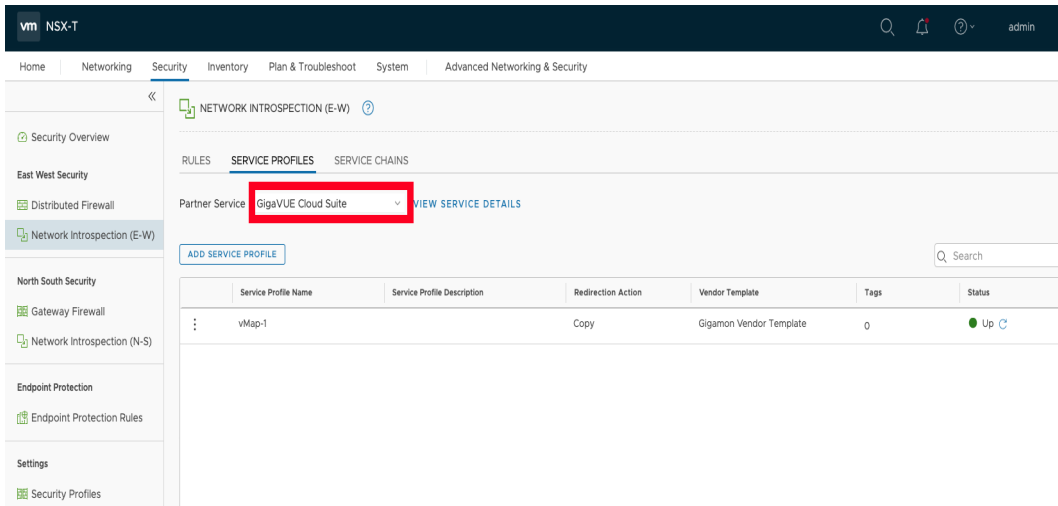 vm NSX-T
admin
Home Networking Security Inventory Plan & Troubleshoot System Advanced Networking & Security
NETWORK INTROSPECTION (E-W)
Security Overview
RULES SERVICE PROFILES SERVICE CHAINS
East West Security
Distributed Firewall
Partner Service GigaVUE Cloud Suite VIEW SERVICE DETAILS
Network Introspection (E-W)
ADD SERVICE PROFILE
Search
North South Security
Service Profile Name Service Profile Description Redirection Action Vendor Template Tags Status
Gateway Firewall
vMap-1 Copy Gigamon Vendor Template 0 Up
Network Introspection (N-S)
Endpoint Protection
Endpoint Protection Rules
Settings
Security Profiles